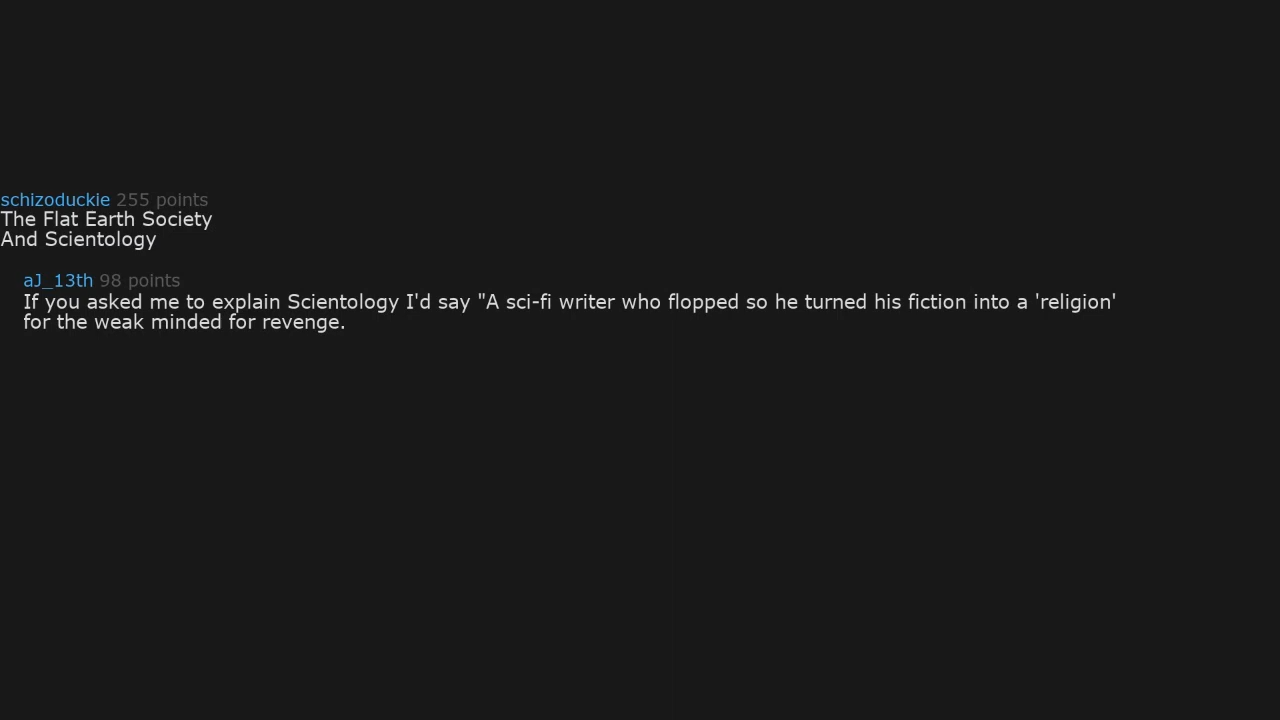 schizoduckie 255 points
The Flat Earth Society
And Scientology
aJ_13th 98 points
If you asked me to explain Scientology I'd say "A sci-fi writer who flopped so he turned his fiction into a 'religion'
for the weak minded for revenge.